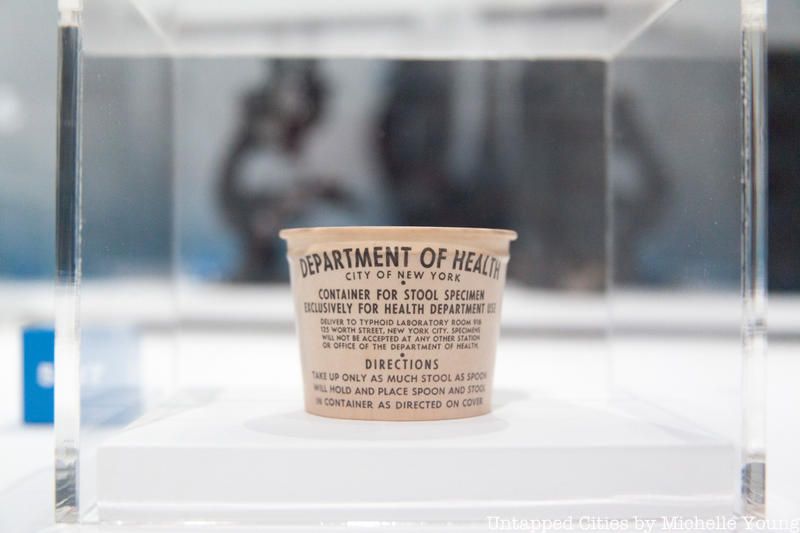 DEPARTMENT OF HEALTH
CITY OF NEW YORK
•
CONTAINER FOR STOOL SPECIMEN
EXCLUSIVELY FOR HEALTH DEPARTMENT USE
DELIVER TO TYPHOID LABORATORY ROOM 916
125 WORTH STREET, NEW YORK CITY. SPECIMENS
WILL NOT BE ACCEPTED AT ANY OTHER STATION
OR OFFICE OF THE DEPARTMENT OF HEALTH.
•
DIRECTIONS
TAKE UP ONLY AS MUCH STOOL AS SPOON
WILL HOLD AND PLACE SPOON AND STOOL
IN CONTAINER AS DIRECTED ON COVER
Untapped Cities by Michelle Young